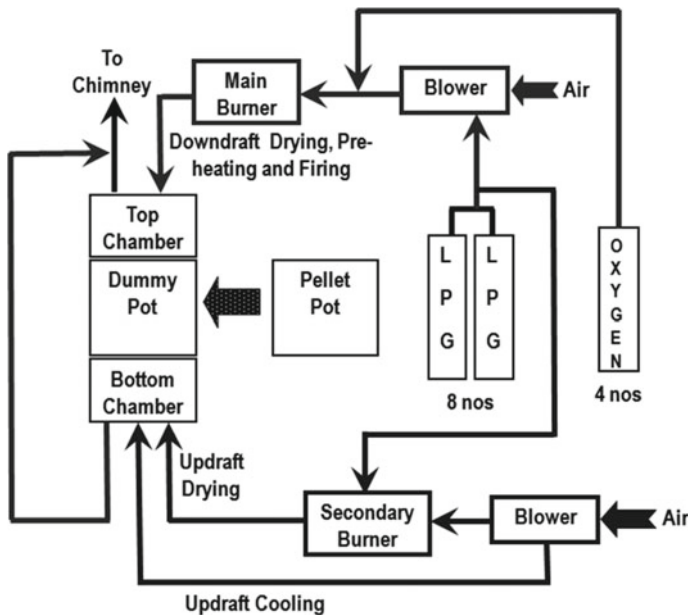 To
Chimney
Main
Burner
Blower
Air
Downdraft Drying, Pre-
heating and Firing
Top
Chamber
Dummy
Pot
Pellet
Pot
L P G
L P G
OXYGEN
8 nos
4 nos
Bottom
Chamber
Updraft
Drying
Secondary
Burner
Blower
Air
Updraft Cooling